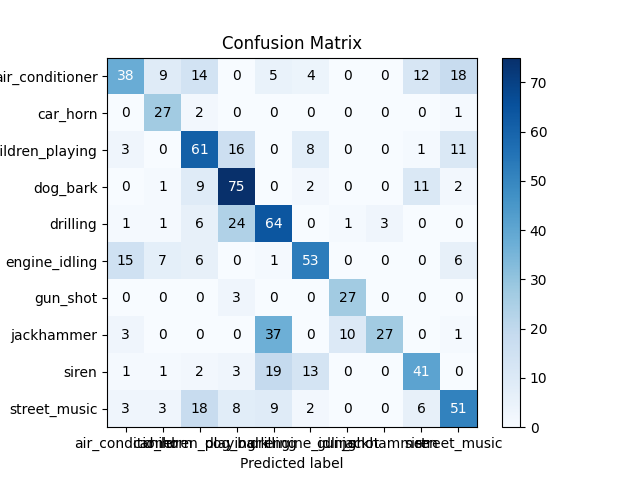 Confusion Matrix
air_conditioner 38 9 14 0 5 4 0 0 12 18
car_horn 0 27 2 0 0 0 0 0 0 1
ildren_playing 3 0 61 16 0 8 0 0 1 11
dog_bark 0 1 9 75 0 2 0 0 11 2
drilling 1 1 6 24 64 0 1 3 0 0
engine_idling 15 7 6 0 1 53 0 0 0 6
gun_shot 0 0 0 3 0 0 27 0 0 0
jackhammer 3 0 0 0 37 0 10 27 0 1
siren 1 1 2 3 19 13 0 0 41 0
street_music 3 3 18 8 9 2 0 0 6 51
street_music
Predicted label
70
60
50
40
30
20
10
0